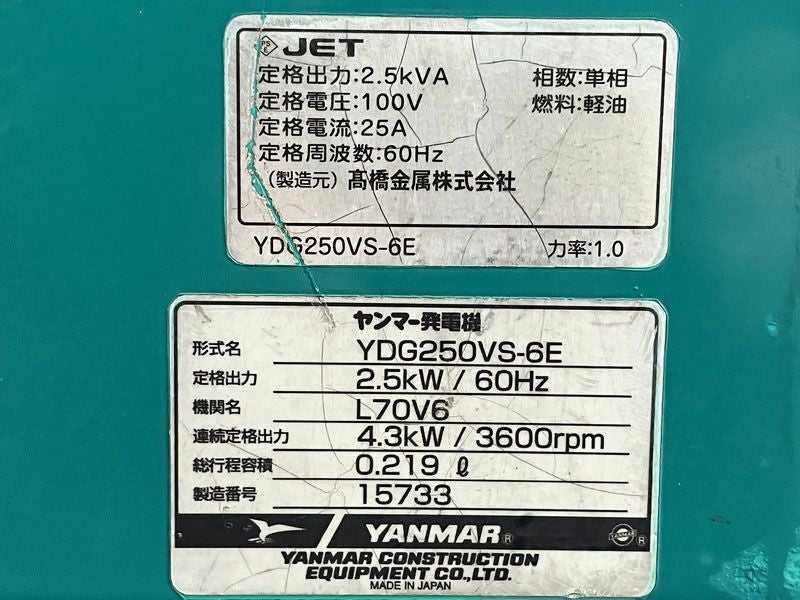 PS E JET
定格出力:2.5kVA 相数:単相
定格電圧:100V 燃料:軽油
定格電流:25A
定格周波数:60Hz
(製造元)髙橋金属株式会社
YDG250VS-6E 力率:1.0
ヤンマー発電機
形式名 YDG250VS-6E
定格出力 2.5kW / 60Hz
機関名 L70V6
連続定格出力 4.3kW / 3600rpm
総行程容積 0.219 ℓ
製造番号 15733
YANMAR® YANMAR ®
YANMAR CONSTRUCTION
EQUIPMENT CO.,LTD.
MADE IN JAPAN